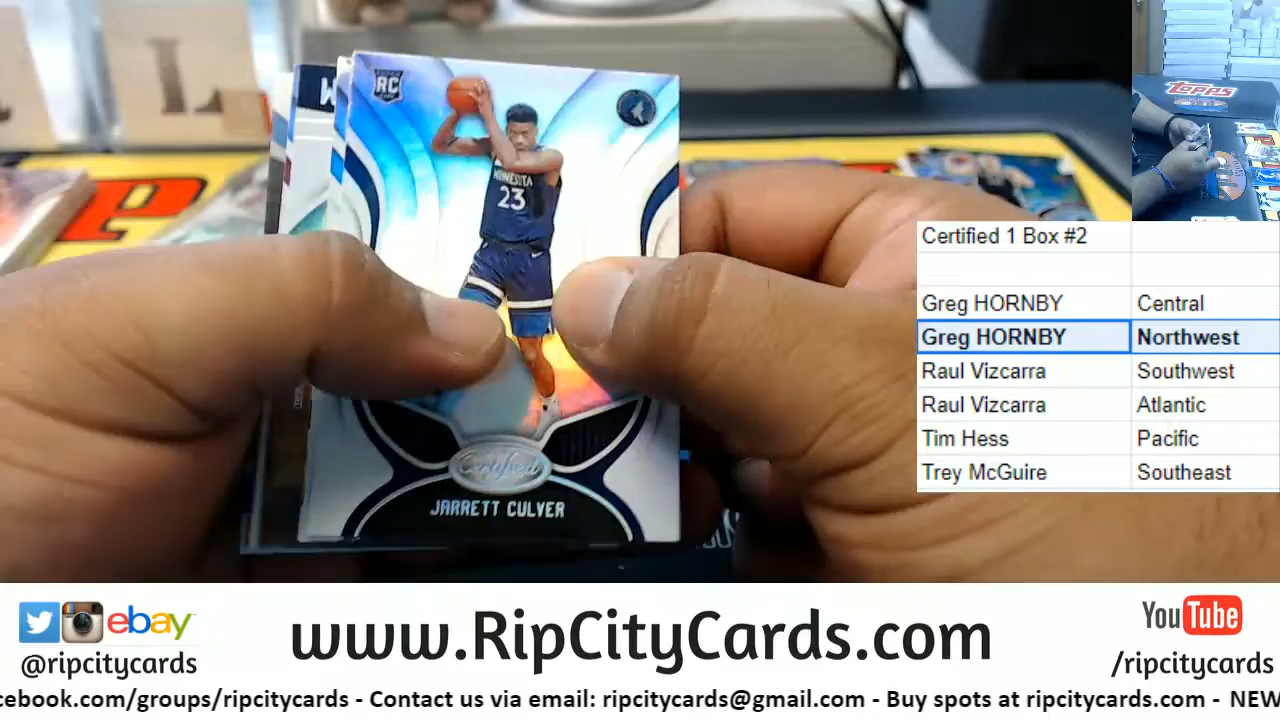 RC
MINNESOTA
23
Certified
JARRETT CULVER
P
L
W
Topps
Certified 1 Box #2
Greg HORNBY Central
Greg HORNBY Northwest
Raul Vizcarra Southwest
Raul Vizcarra Atlantic
Tim Hess Pacific
Trey McGuire Southeast
ebay
@ripcitycards
www.RipCityCards.com
YouTube
/ripcitycards
cebook.com/groups/ripcitycards - Contact us via email: ripcitycards@gmail.com - Buy spots at ripcitycards.com - NEW